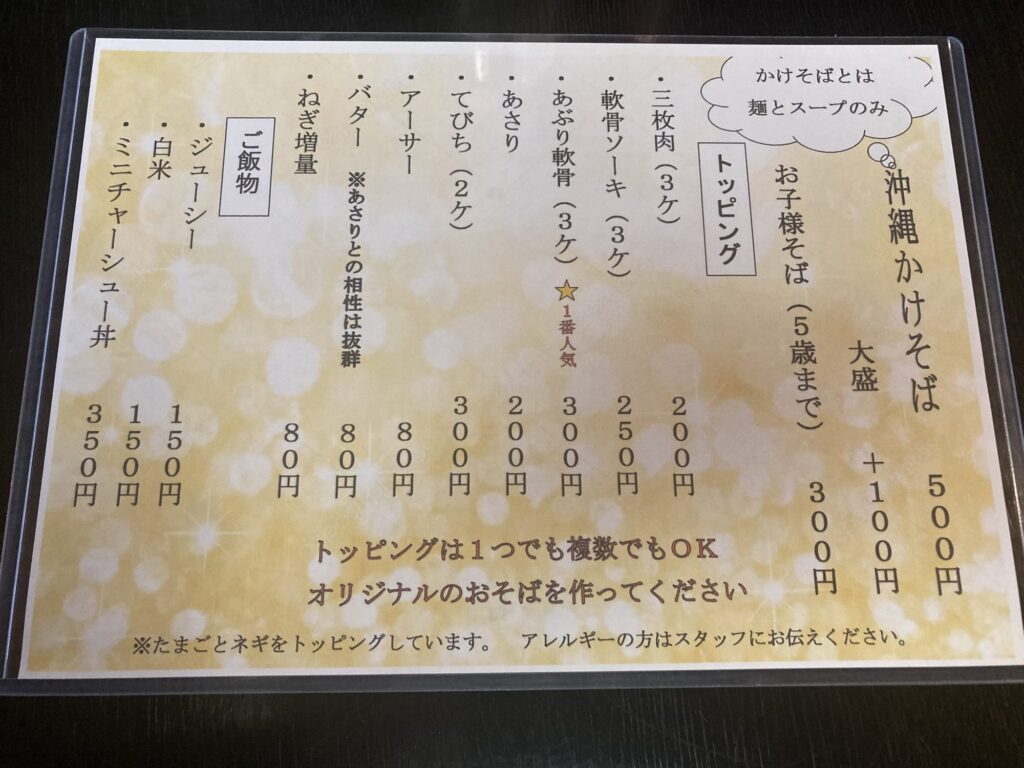 かけそばとは
麺とスープのみ
沖縄かけそば 500円
大盛 +100円
お子様そば(5歳まで) 300円
トッピング
・三枚肉(3ケ) 200円
・軟骨ソーキ(3ケ) 250円
・あぶり軟骨(3ケ)★1番人気 300円
・あさり 200円
・てびち(2ケ) 300円
・アーサー 80円
・バター ※あさりとの相性は抜群 80円
・ねぎ増量 80円
ご飯物
・ジューシー 150円
・白米 150円
・ミニチャーシュー丼 350円
トッピングは1つでも複数でもOK
オリジナルのおそばを作ってください
※たまごとネギをトッピングしています。 アレルギーの方はスタッフにお伝えください。